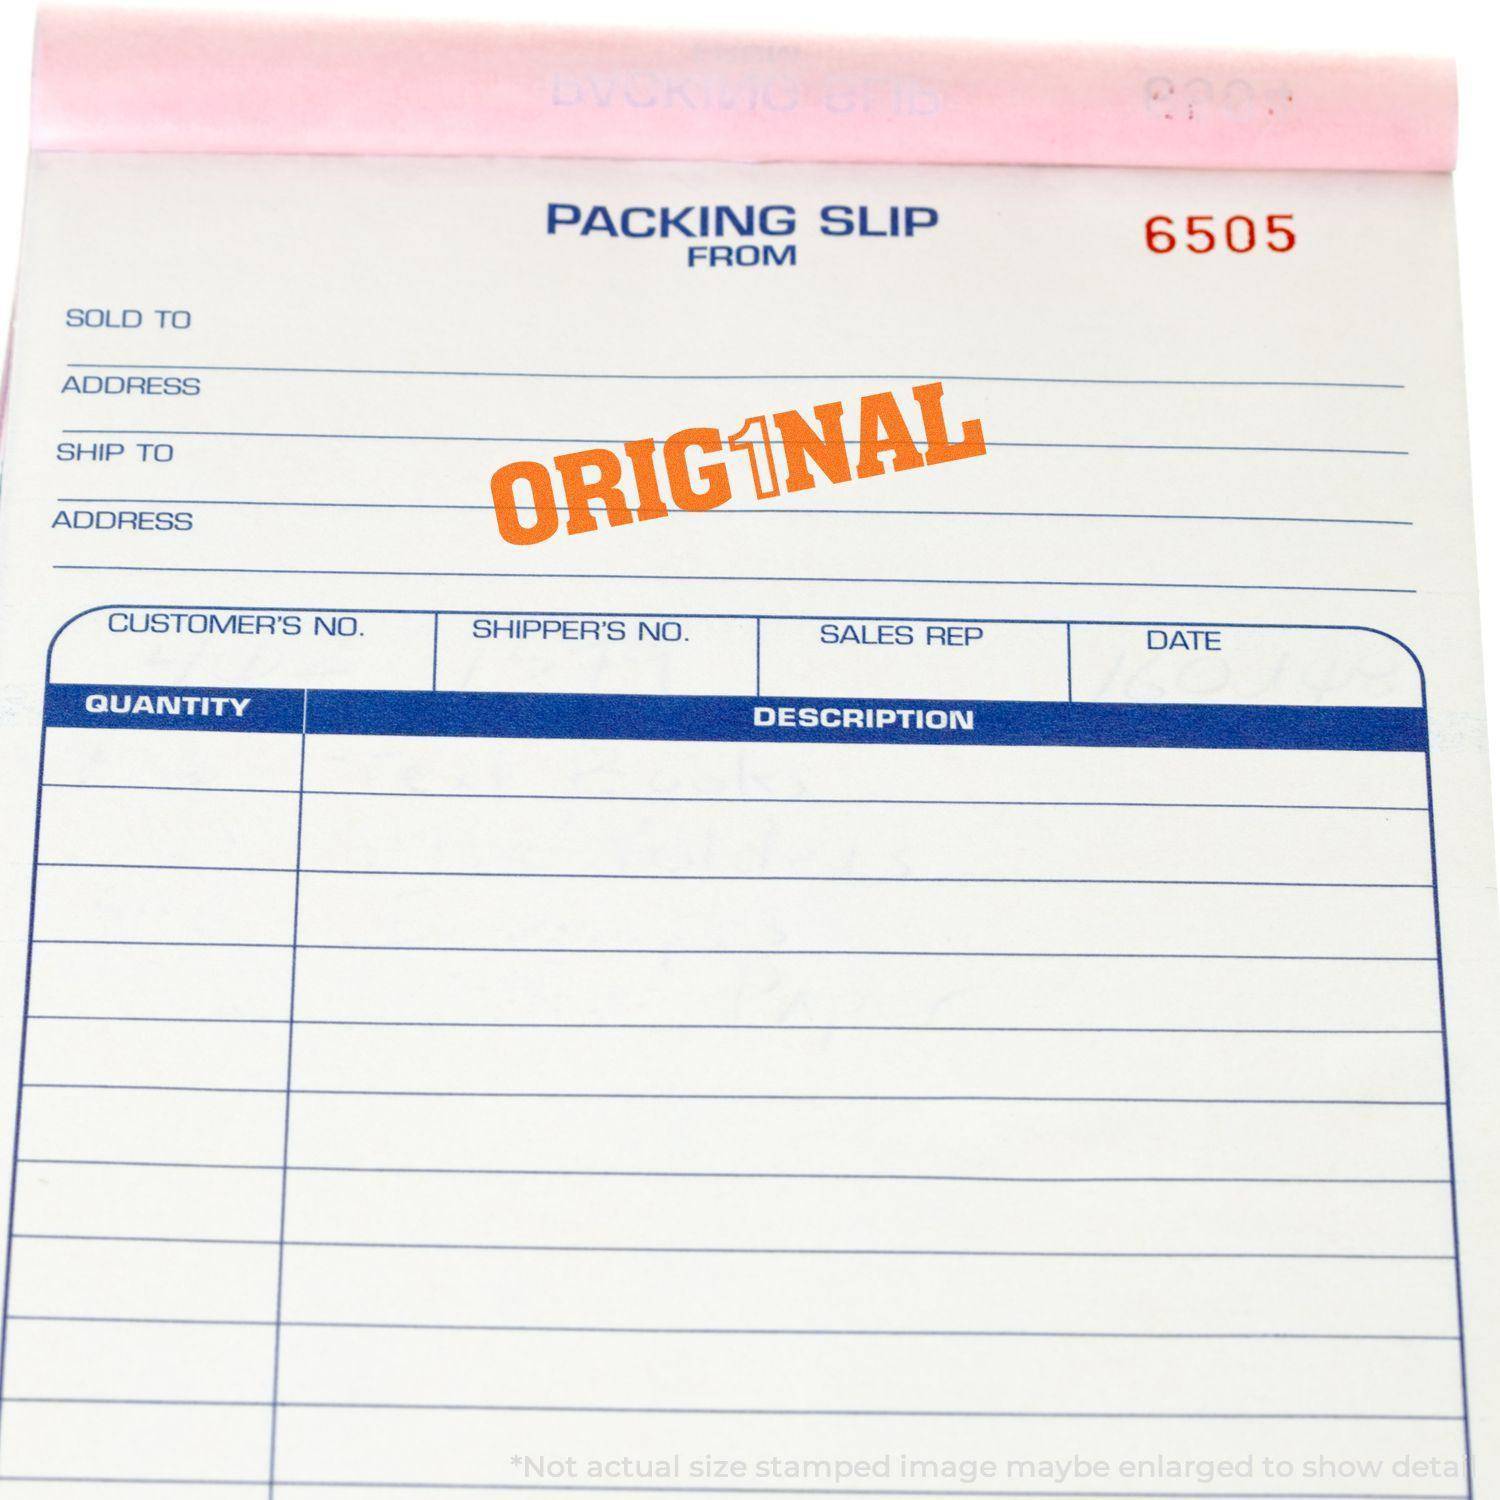 PACKING SLIP
6505
FROM
SOLD TO
ADDRESS
SHIP TO
ADDRESS
ORIG1NAL
CUSTOMER'S NO. SHIPPER'S NO. SALES REP DATE
QUANTITY DESCRIPTION
*Not actual size stamped image maybe enlarged to show detail